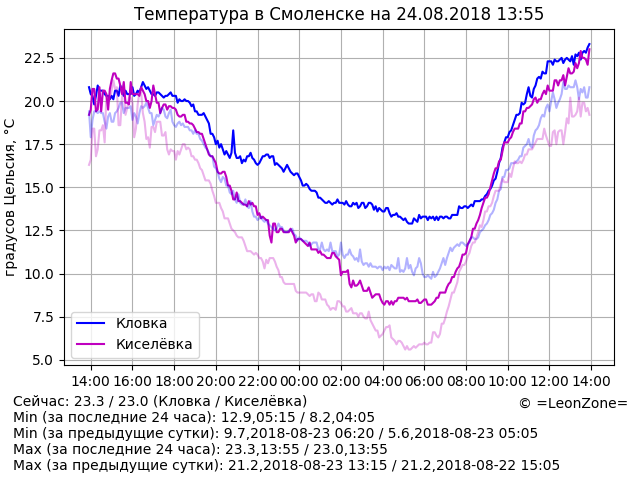 Температура в Смоленске на 24.08.2018 13:55
градусов Цельсия, °C
22.5
20.0
17.5
15.0
12.5
10.0
7.5
5.0
Кловка
Киселёвка
14:00 16:00 18:00 20:00 22:00 00:00 02:00 04:00 06:00 08:00 10:00 12:00 14:00
Сейчас: 23.3 / 23.0 (Кловка / Киселёвка)
© =LeonZone=
Min (за последние 24 часа): 12.9,05:15 / 8.2,04:05
Min (за предыдущие сутки): 9.7,2018-08-23 06:20 / 5.6,2018-08-23 05:05
Max (за последние 24 часа): 23.3,13:55 / 23.0,13:55
Max (за предыдущие сутки): 21.2,2018-08-23 13:15 / 21.2,2018-08-22 15:05